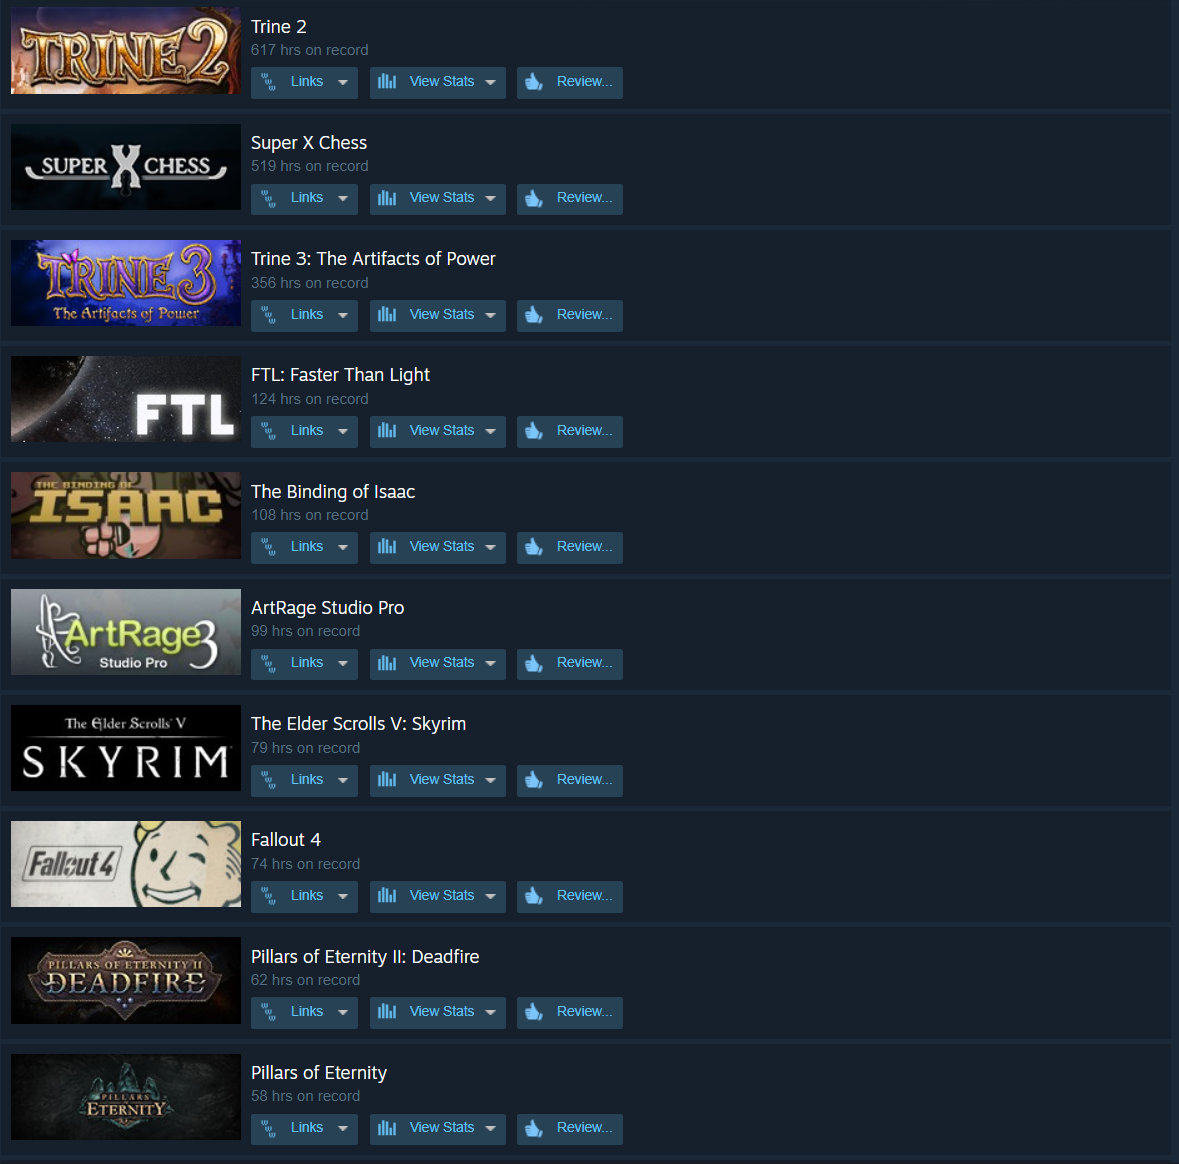 TRINE 2
Trine 2
617 hrs on record
Links
View Stats
Review...
SUPER X CHESS
Super X Chess
519 hrs on record
Links
View Stats
Review...
TRINE 3
The Artifacts of Power
Trine 3: The Artifacts of Power
356 hrs on record
Links
View Stats
Review...
FTL
FTL: Faster Than Light
124 hrs on record
Links
View Stats
Review...
THE BINDING OF
ISAAC
The Binding of Isaac
108 hrs on record
Links
View Stats
Review...
ArtRage 3
Studio Pro
ArtRage Studio Pro
99 hrs on record
Links
View Stats
Review...
The Elder Scrolls V
SKYRIM
The Elder Scrolls V: Skyrim
79 hrs on record
Links
View Stats
Review...
Fallout 4
Fallout 4
74 hrs on record
Links
View Stats
Review...
PILLARS OF ETERNITY II
DEADFIRE
Pillars of Eternity II: Deadfire
62 hrs on record
Links
View Stats
Review...
PILLARS
OF
ETERNITY
Pillars of Eternity
58 hrs on record
Links
View Stats
Review...